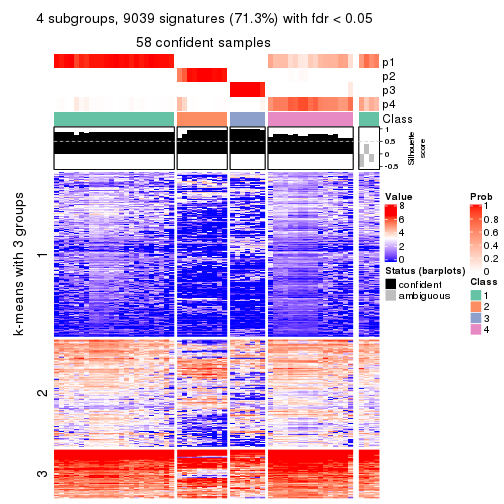 4 subgroups, 9039 signatures (71.3%) with fdr < 0.05
58 confident samples
p1
p2
p3
p4
Class
1
0.5
0
-0.5
Silhouette
score
k-means with 3 groups
1
2
3
Value
8
6
4
2
0
Status (barplots)
confident
ambiguous
Prob
1
0.8
0.6
0.4
0.2
0
Class
1
2
3
4